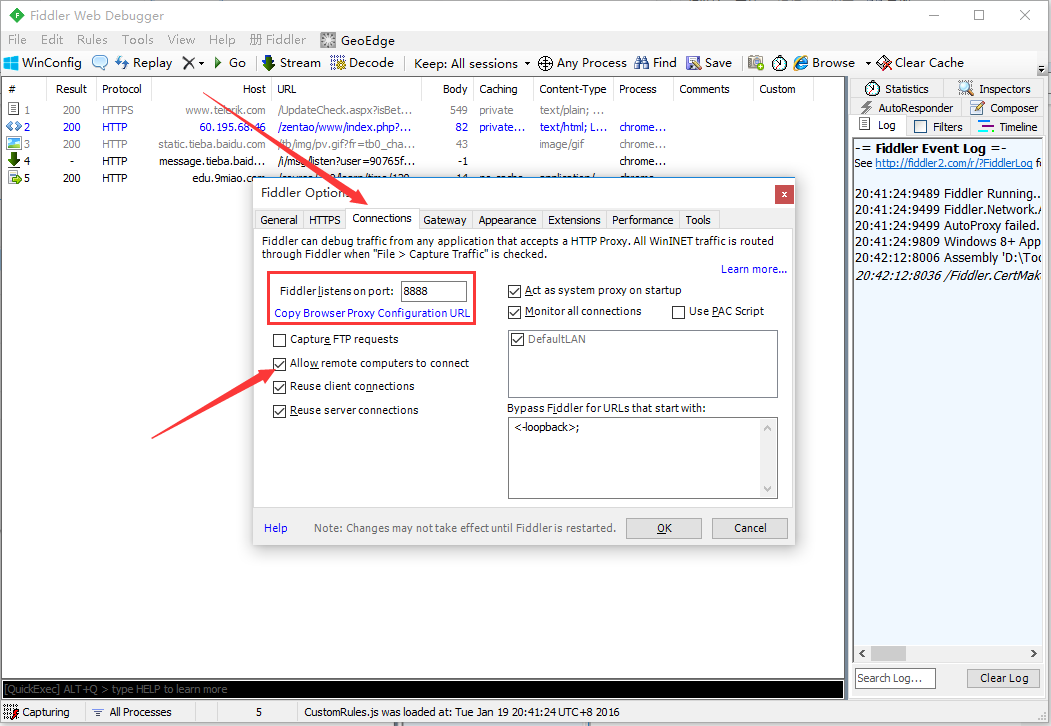 Fiddler Web Debugger
File Edit Rules Tools View Help 册 Fiddler GeoEdge
WinConfig Replay Go Stream Decode Keep: All sessions Any Process Find Save Browse Clear Cache
# Result Protocol Host URL Body Caching Content-Type Process Comments Custom
1 200 HTTPS www.telerik.com /UpdateCheck.aspx?isBet... 549 private text/plain; ...
2 200 HTTP 60.195.68.46 /zentao/www/index.php?... 82 private... text/html; L... chrome...
3 200 HTTP static.tieba.baidu.com /tb/img/pv.gif?fr=tb0_cha... 43 image/gif chrome...
4 - HTTP message.tieba.baid... /i/msg/listen?user=90765f... -1 chrome...
5 200 HTTP edu.9miao.com
Statistics Inspectors
AutoResponder Composer
Log Filters Timeline
-= Fiddler Event Log =-
See http://fiddler2.com/r/?FiddlerLog fo
20:41:24:9489 Fiddler Running...
20:41:24:9499 Fiddler.Network.A
20:41:24:9499 AutoProxy failed.
20:41:24:9809 Windows 8+ App
20:42:12:8006 Assembly 'D:\Too
20:42:12:8036 /Fiddler.CertMak
Fiddler Options
x
General HTTPS Connections Gateway Appearance Extensions Performance Tools
Fiddler can debug traffic from any application that accepts a HTTP Proxy. All WinINET traffic is routed
through Fiddler when "File > Capture Traffic" is checked.
Learn more...
Fiddler listens on port: 8888
Copy Browser Proxy Configuration URL
Act as system proxy on startup
Monitor all connections Use PAC Script
Capture FTP requests
DefaultLAN
Allow remote computers to connect
Reuse client connections
Reuse server connections
Bypass Fiddler for URLs that start with:
<-loopback>;
Help Note: Changes may not take effect until Fiddler is restarted. OK Cancel
Search Log... Clear Log
[QuickExec] ALT+Q > type HELP to learn more
Capturing All Processes 5 CustomRules.js was loaded at: Tue Jan 19 20:41:24 UTC+8 2016